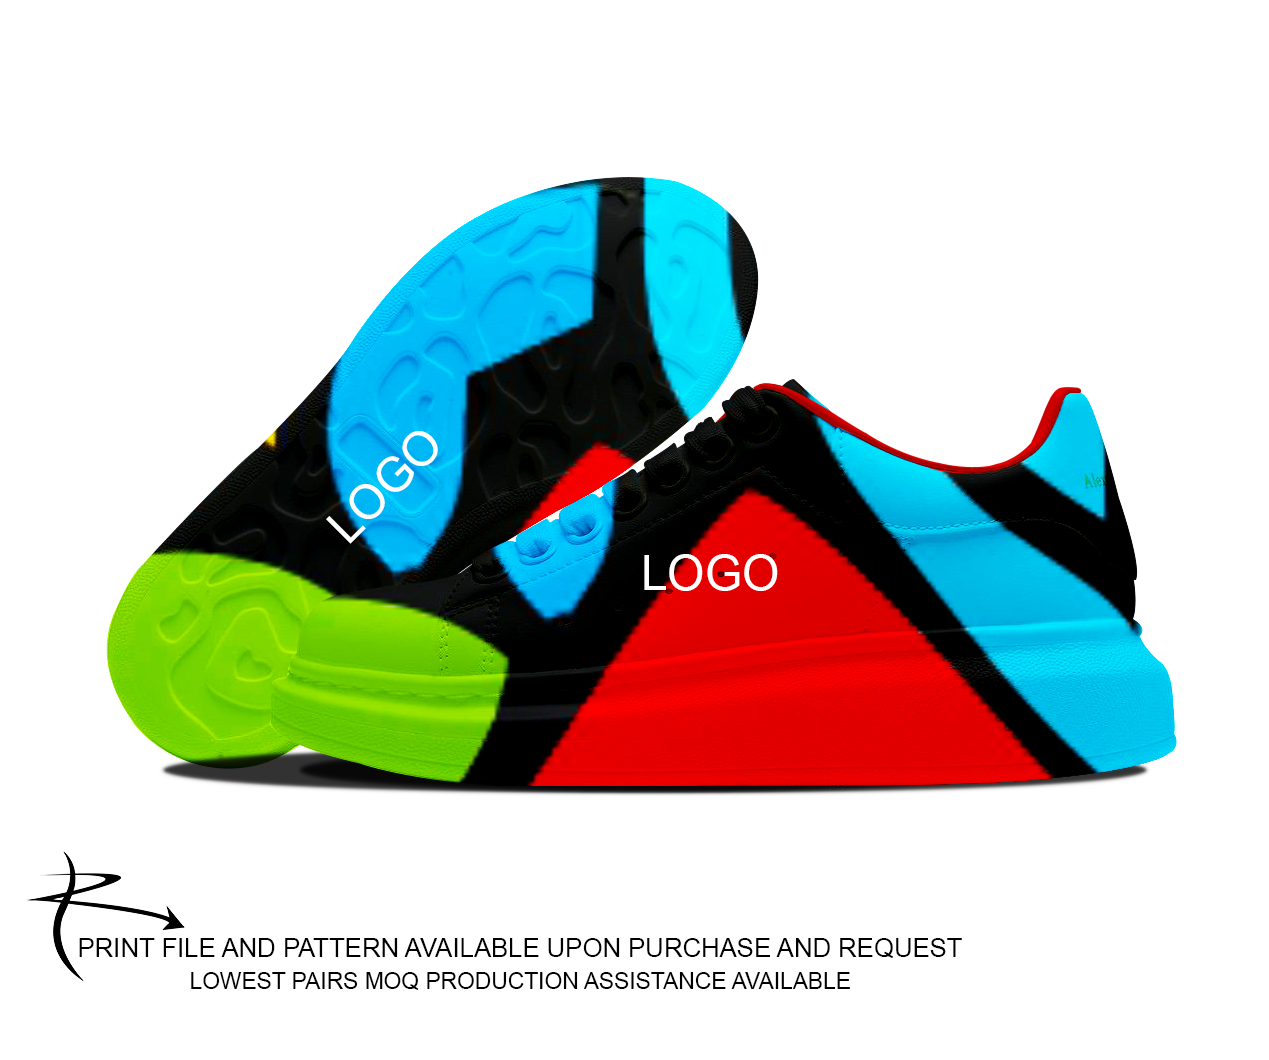 LOGO
LOGO
PRINT FILE AND PATTERN AVAILABLE UPON PURCHASE AND REQUEST
LOWEST PAIRS MOQ PRODUCTION ASSISTANCE AVAILABLE